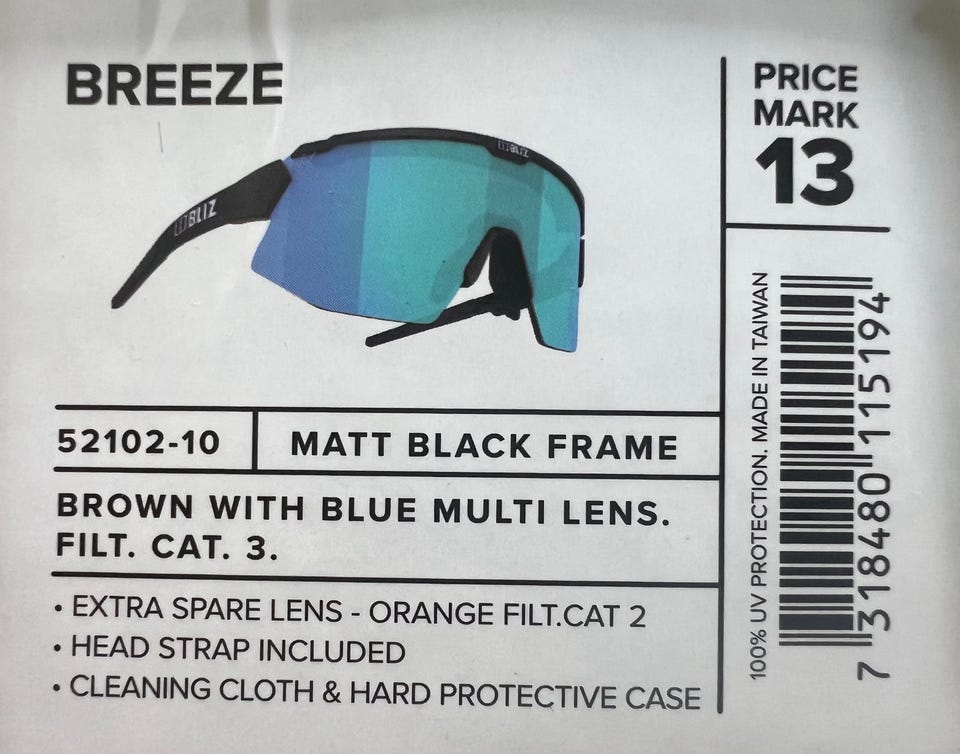 BREEZE
BLIZ
BLIZ
52102-10
MATT BLACK FRAME
BROWN WITH BLUE MULTI LENS.
FILT. CAT. 3.
• EXTRA SPARE LENS - ORANGE FILT.CAT 2
• HEAD STRAP INCLUDED
• CLEANING CLOTH & HARD PROTECTIVE CASE
PRICE
MARK
13
100% UV PROTECTION. MADE IN TAIWAN
7 318480 115194